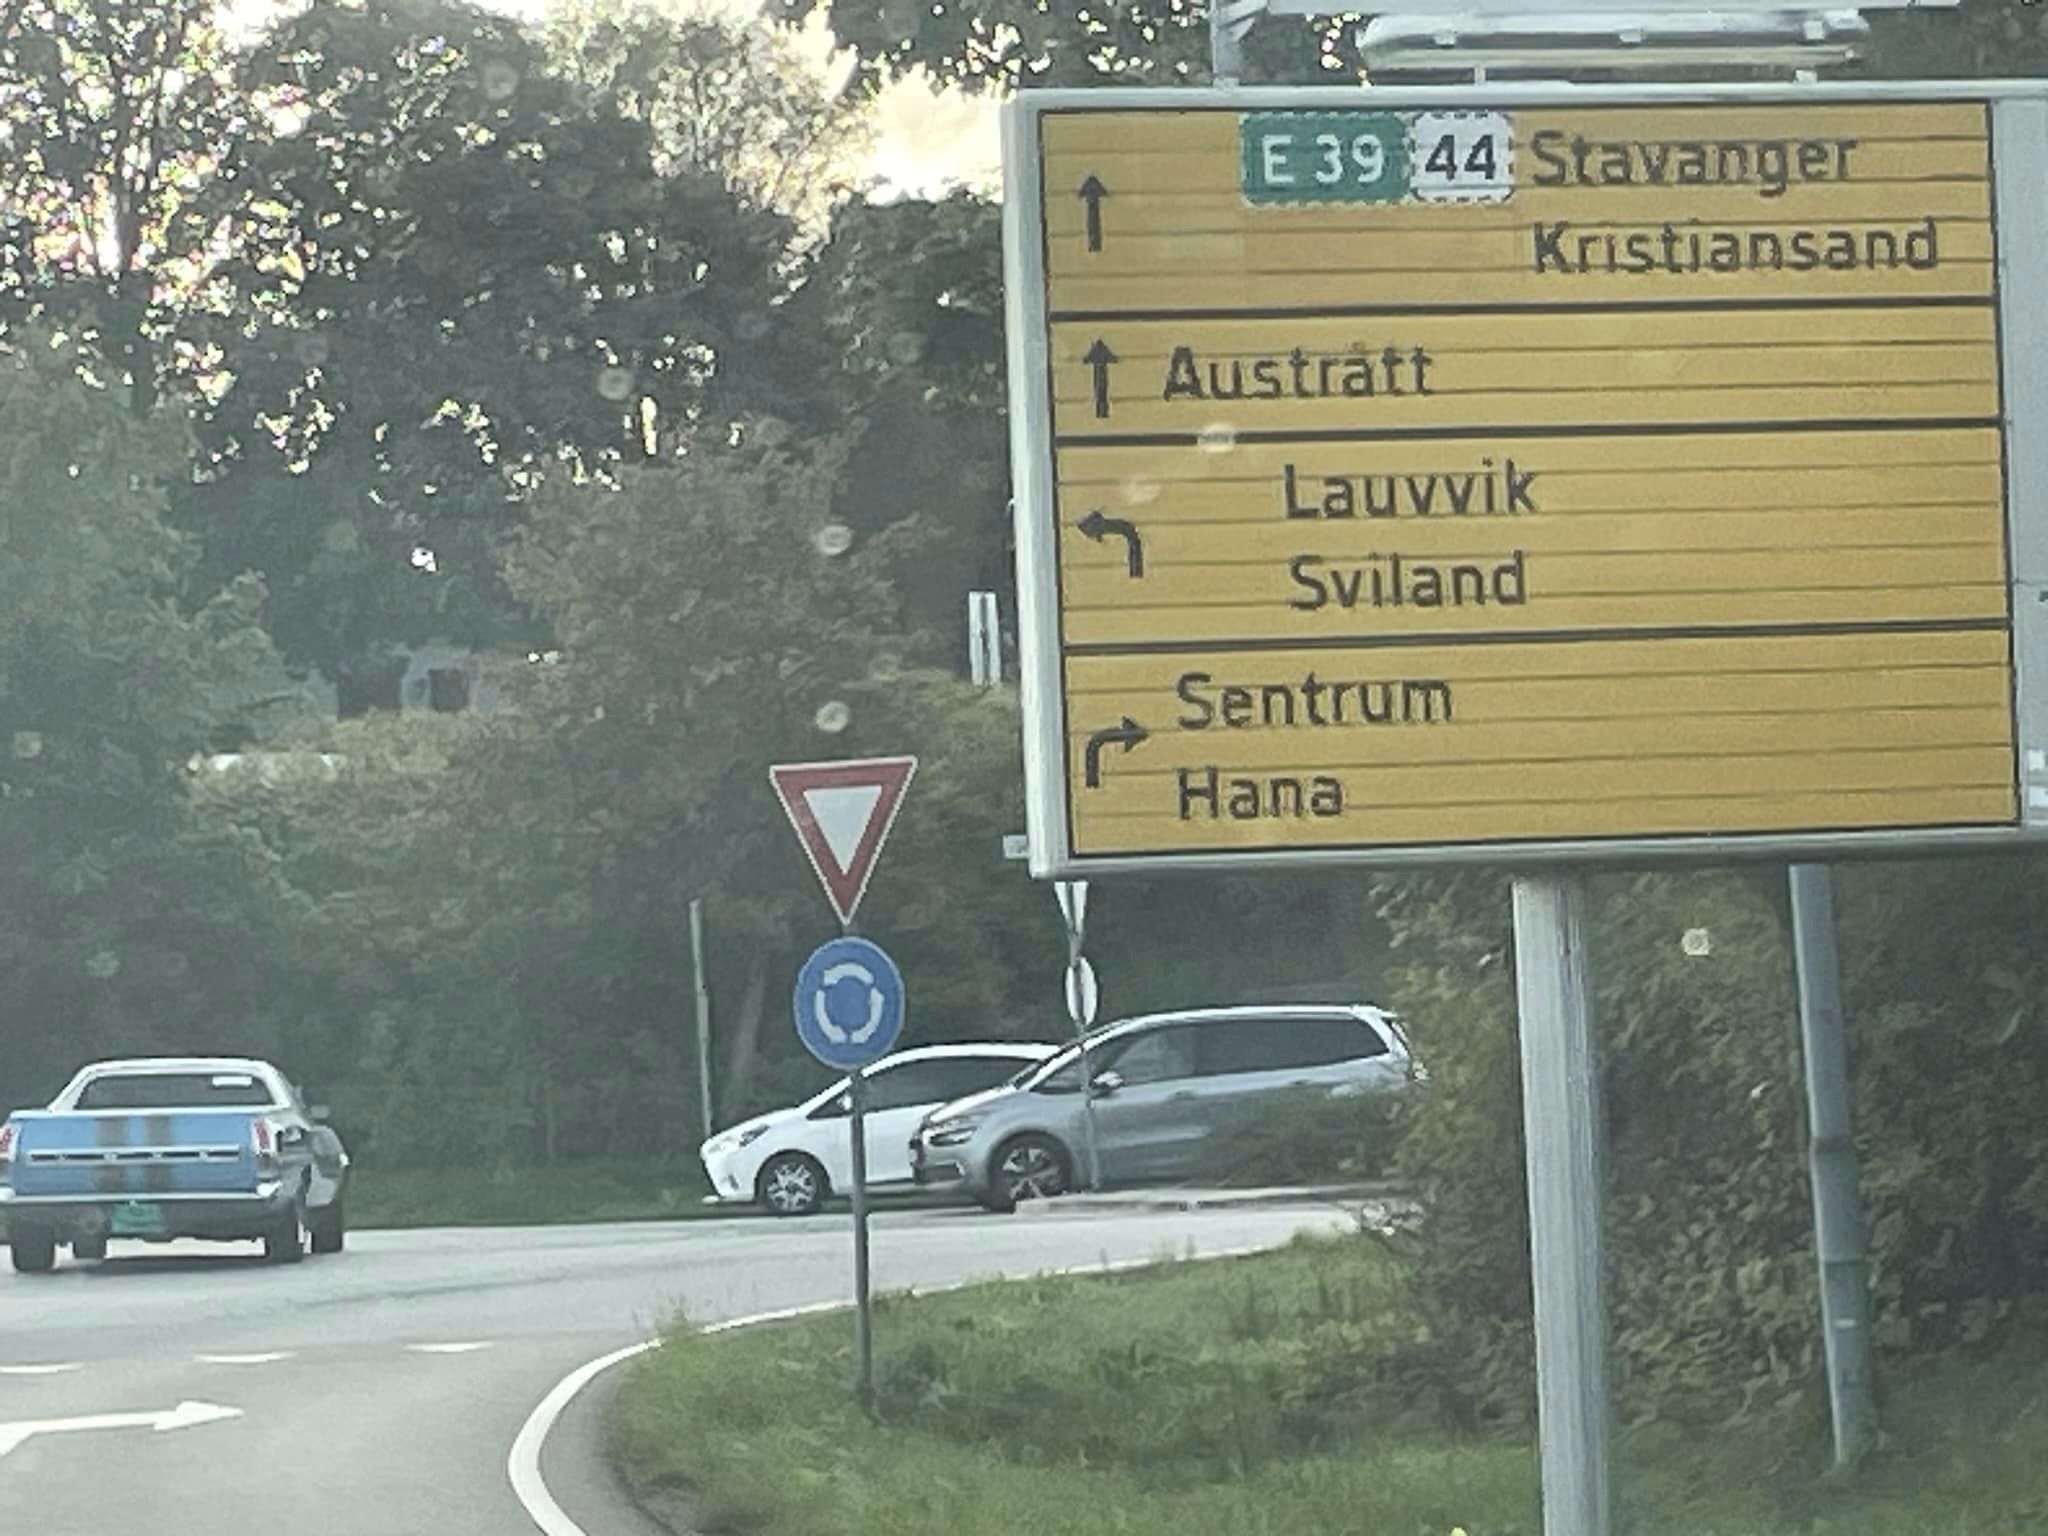 E 39 44 Stavanger
Kristiansand
Austrått
Lauvvik
Sviland
Sentrum
Hana